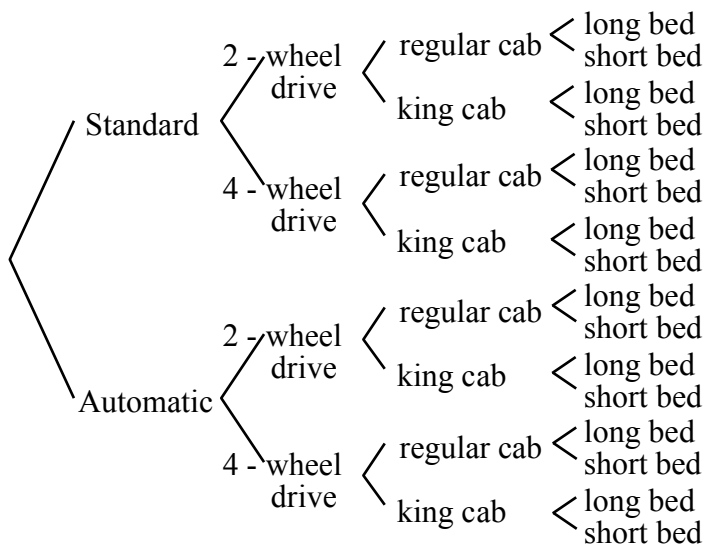 long bed
2 - wheel regular cab short bed
drive long bed
king cab short bed
Standard
long bed
4 - wheel regular cab short bed
drive long bed
king cab short bed
long bed
2 - wheel regular cab short bed
drive long bed
king cab short bed
Automatic
long bed
4 - wheel regular cab short bed
drive long bed
king cab short bed